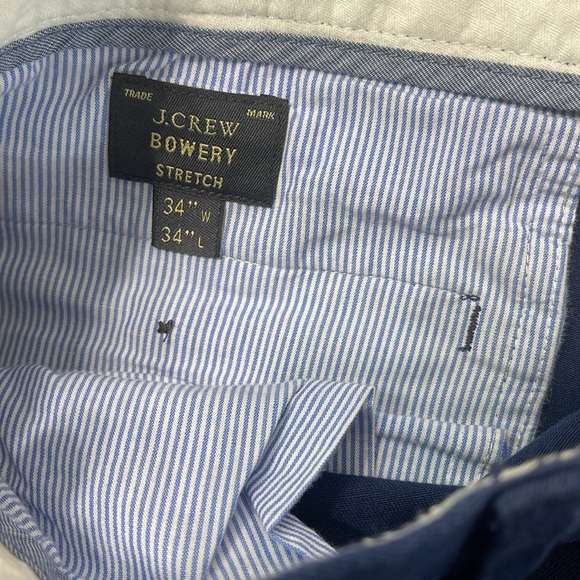 TRADE MARK
J.CREW
BOWERY
STRETCH
34" W
34" L